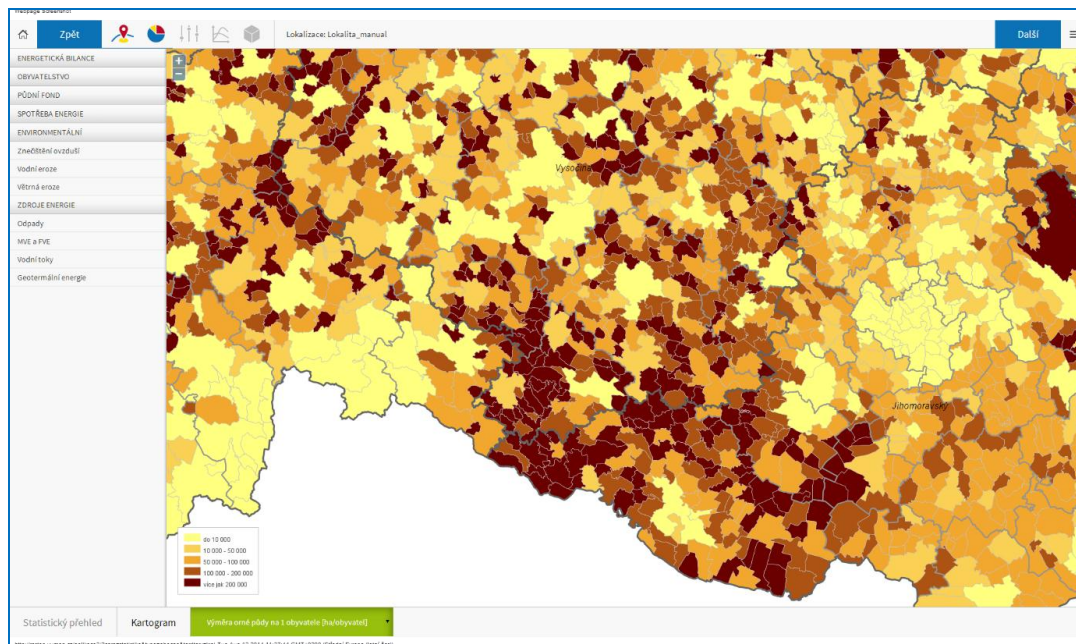 Webpage Screenshot
Zpět
Lokalizace: Lokalita_manual
Další
ENERGETICKÁ BILANCE
OBYVATELSTVO
PŮDNÍ FOND
SPOTŘEBA ENERGIE
ENVIRONMENTÁLNÍ
Znečištění ovzduší
Vodní eroze
Větrná eroze
ZDROJE ENERGIE
Odpady
MVE a FVE
Vodní toky
Geotermální energie
+
−
Vysočina
Jihomoravský
do 10 000
10 000 - 50 000
50 000 - 100 000
100 000 - 200 000
více jak 200 000
Statistický přehled
Kartogram
Výměra orné půdy na 1 obyvatele [ha/obyvatel]